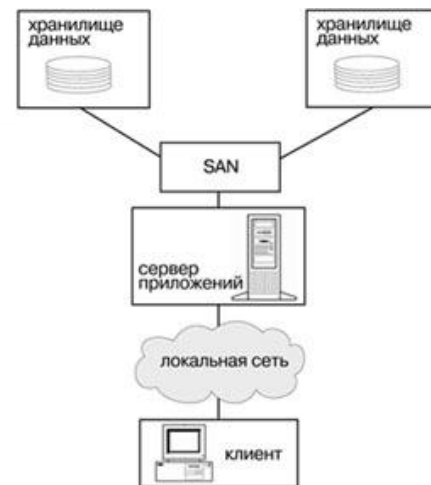 хранилище
данных
хранилище
данных
SAN
сервер
приложений
локальная сеть
клиент